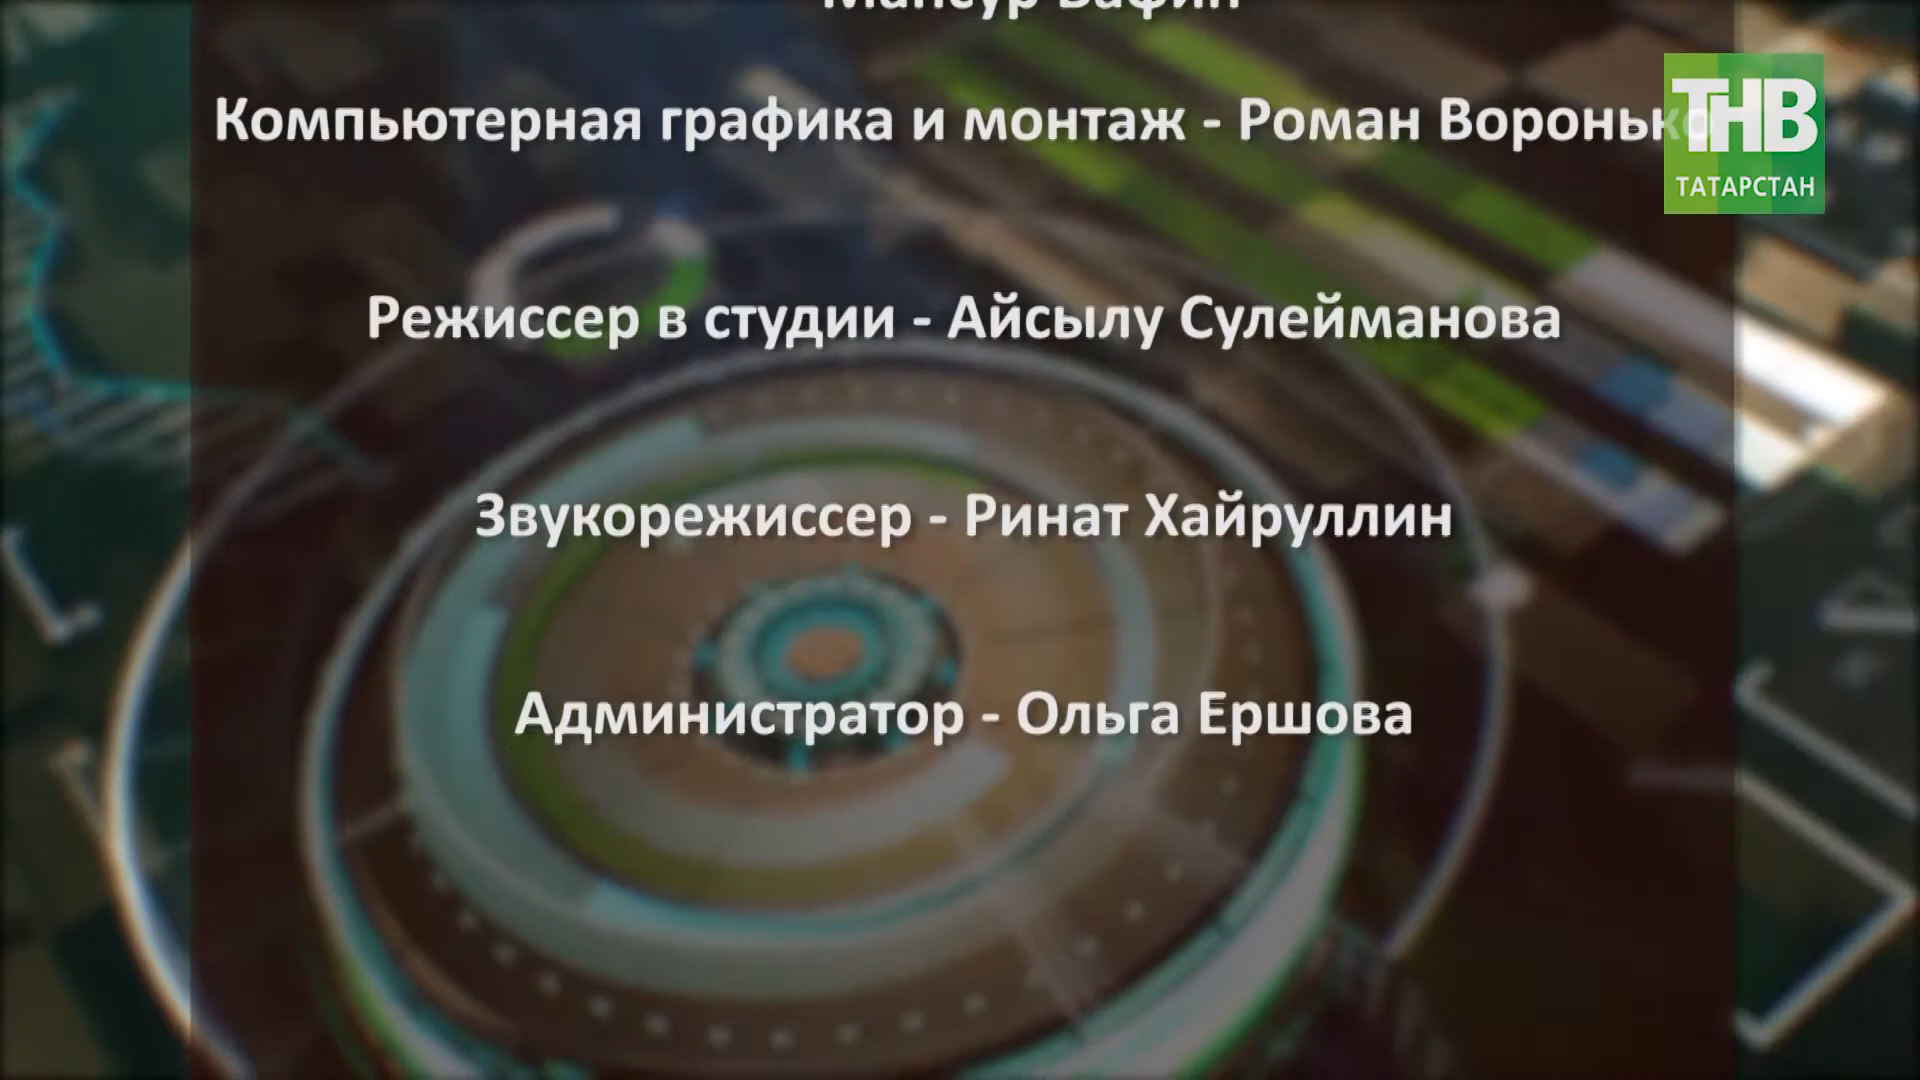 Компьютерная графика и монтаж - Роман Воронько
Режиссер в студии - Айсылу Сулейманова
Звукорежиссер - Ринат Хайруллин
Администратор - Ольга Ершова
ТНВ
ТАТАРСТАН